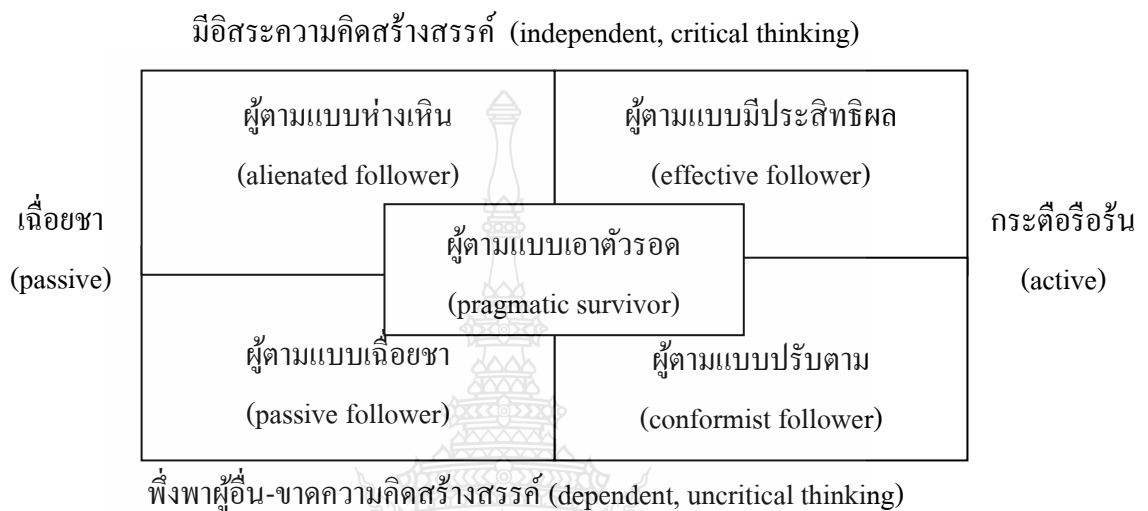 มีอิสระความคิดสร้างสรรค์ (independent, critical thinking)
ผู้ตามแบบห่างเหิน
(alienated follower)
ผู้ตามแบบมีประสิทธิผล
(effective follower)
เฉื่อยชา
(passive)
ผู้ตามแบบเอาตัวรอด
(pragmatic survivor)
กระตือรือร้น
(active)
ผู้ตามแบบเฉื่อยชา
(passive follower)
ผู้ตามแบบปรับตาม
(conformist follower)
พึ่งพาผู้อื่น-ขาดความคิดสร้างสรรค์ (dependent, uncritical thinking)